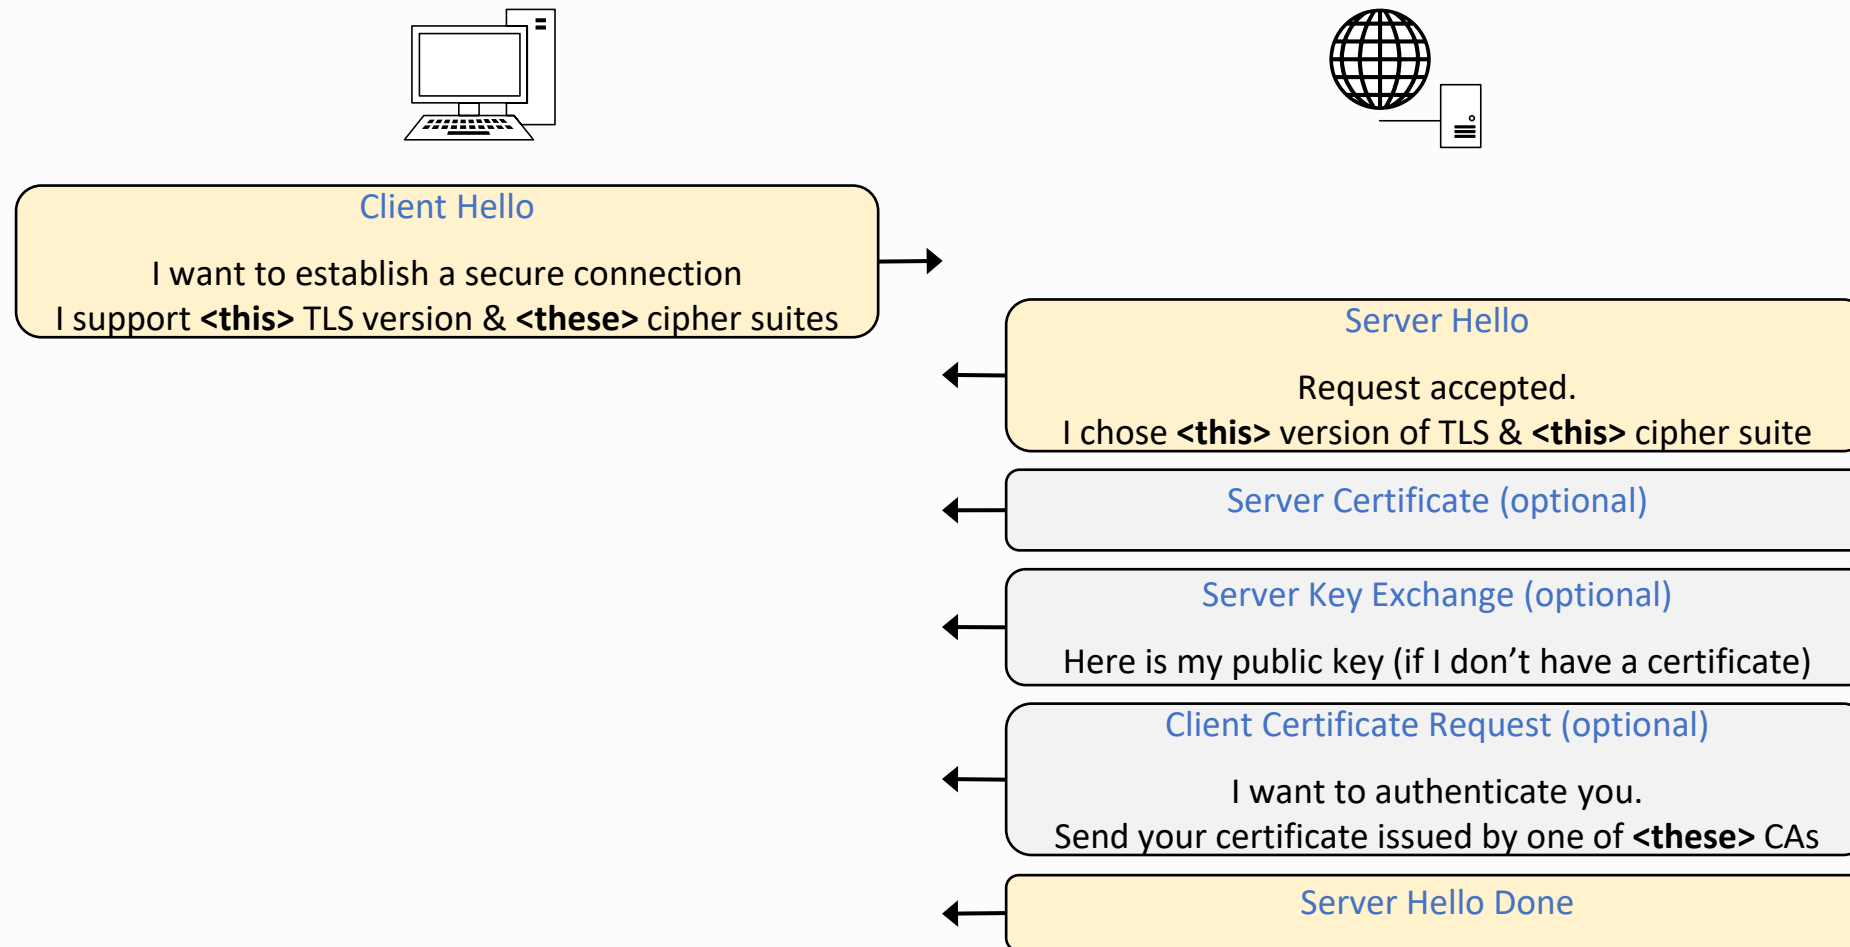 Client Hello
I want to establish a secure connection
I support <this> TLS version & <these> cipher suites
Server Hello
Request accepted.
I chose <this> version of TLS & <this> cipher suite
Server Certificate (optional)
Server Key Exchange (optional)
Here is my public key (if I don’t have a certificate)
Client Certificate Request (optional)
I want to authenticate you.
Send your certificate issued by one of <these> CAs
Server Hello Done